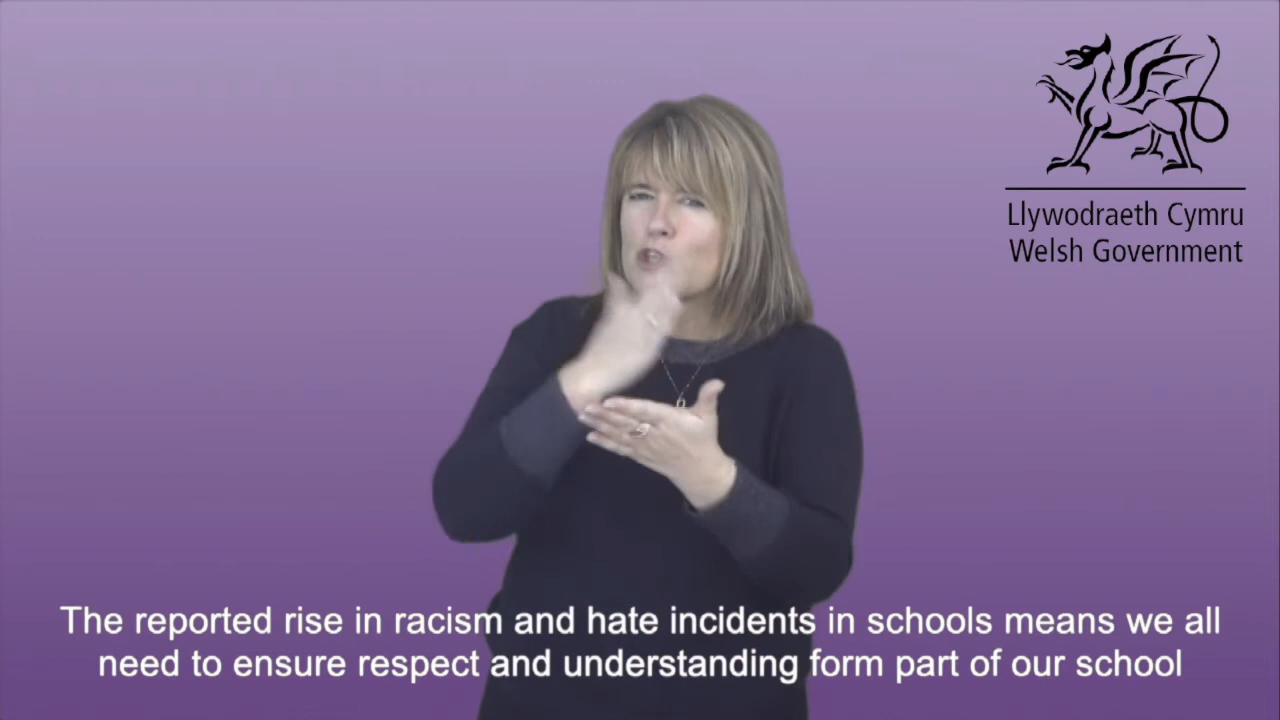 Llywodraeth Cymru
Welsh Government
The reported rise in racism and hate incidents in schools means we all
need to ensure respect and understanding form part of our school